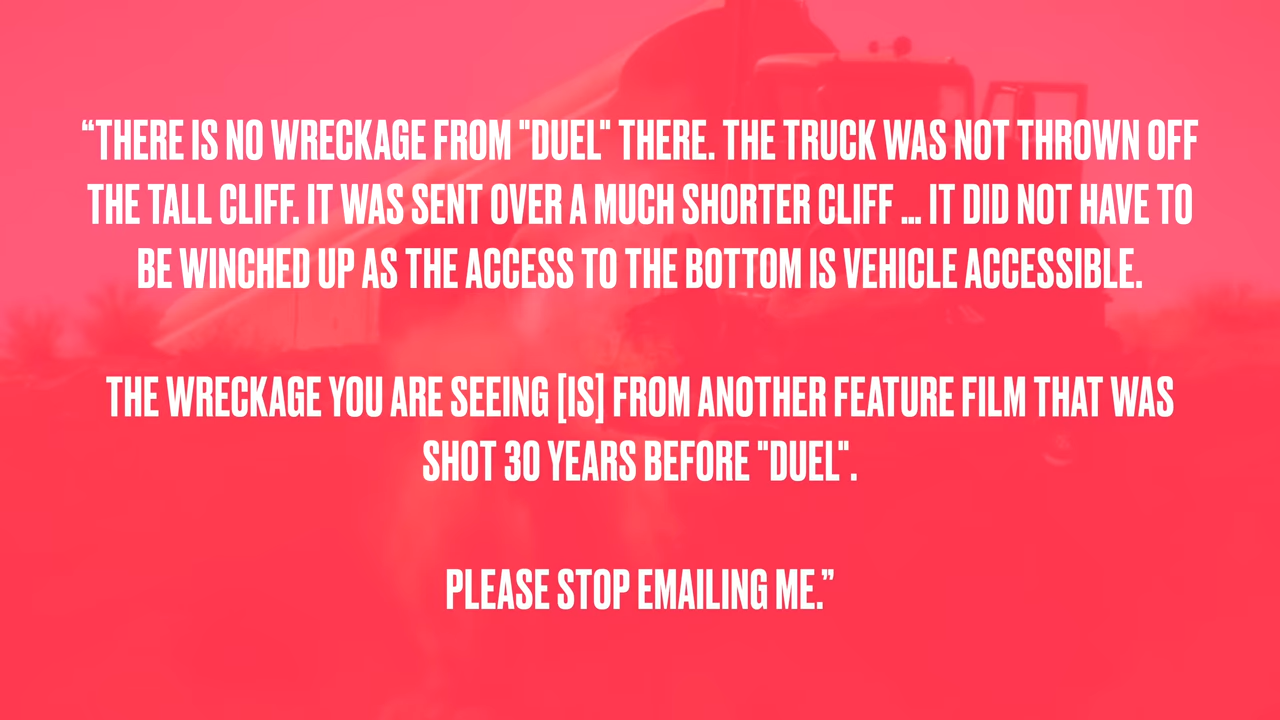 “THERE IS NO WRECKAGE FROM "DUEL" THERE. THE TRUCK WAS NOT THROWN OFF
THE TALL CLIFF. IT WAS SENT OVER A MUCH SHORTER CLIFF ... IT DID NOT HAVE TO
BE WINCHED UP AS THE ACCESS TO THE BOTTOM IS VEHICLE ACCESSIBLE.
THE WRECKAGE YOU ARE SEEING [IS] FROM ANOTHER FEATURE FILM THAT WAS
SHOT 30 YEARS BEFORE "DUEL".
PLEASE STOP EMAILING ME.”